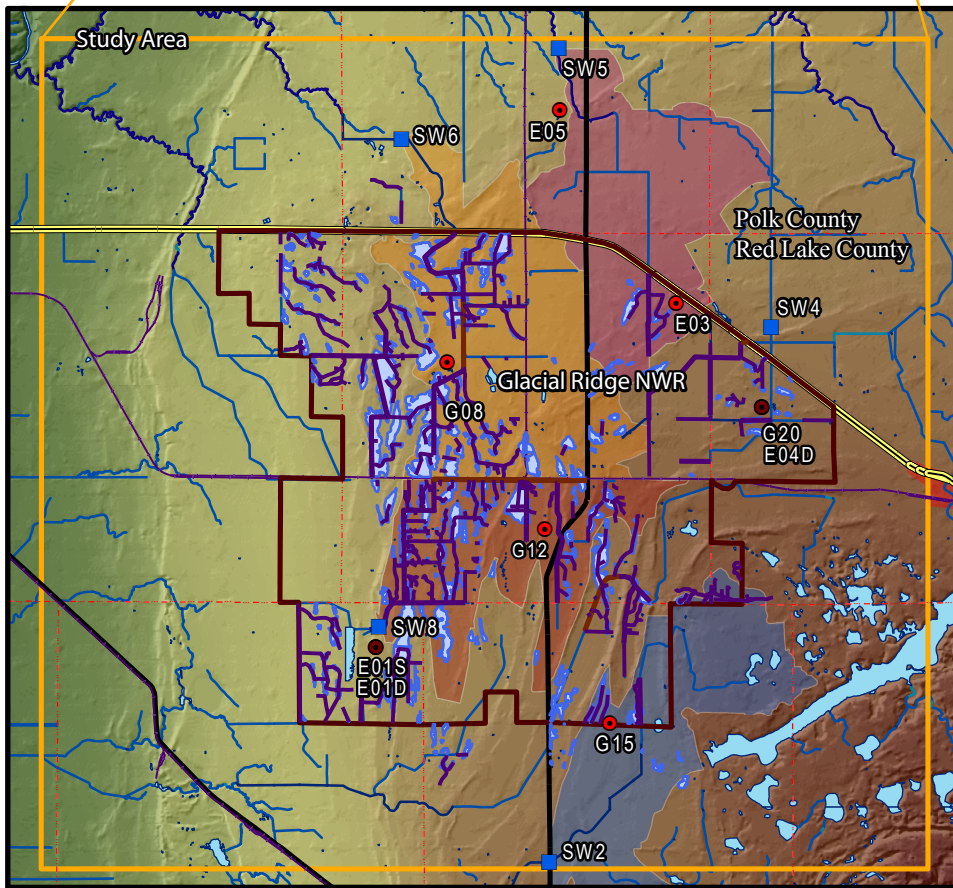 Study Area
SW5
E05
SW6
Polk County
Red Lake County
E03
SW4
Glacial Ridge NWR
G08
G20
E04D
G12
SW8
E01S
E01D
G15
SW2